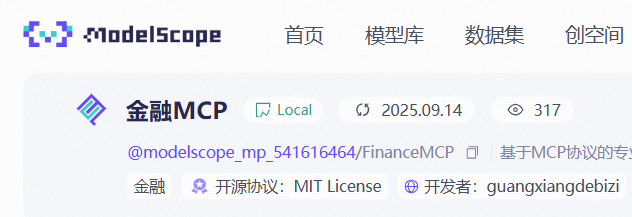 ModelScope 首页 模型库 数据集 创空间
金融MCP Local 2025.09.14 317
@modelscope_mp_541616464/FinanceMCP 基于MCP协议的专
金融 开源协议：MIT License 开发者：guangxiangdebizi